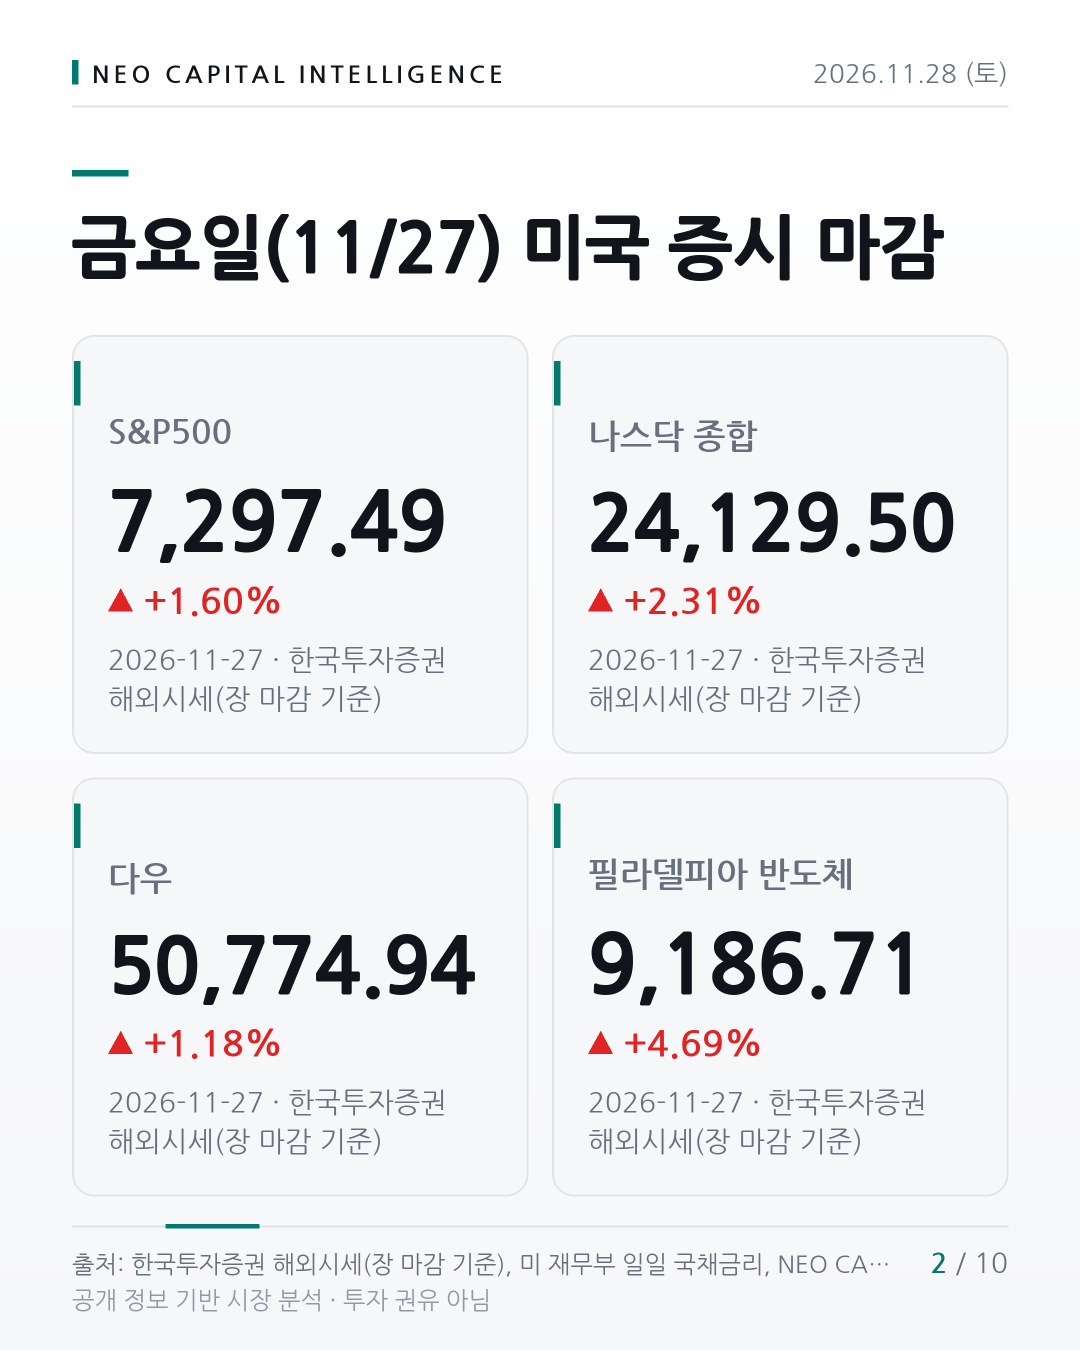 NEO CAPITAL INTELLIGENCE
2026.11.28 (토)
금요일(11/27) 미국 증시 마감
S&P500
7,297.49
▲ +1.60%
2026-11-27 · 한국투자증권
해외시세(장 마감 기준)
나스닥 종합
24,129.50
▲ +2.31%
2026-11-27 · 한국투자증권
해외시세(장 마감 기준)
다우
50,774.94
▲ +1.18%
2026-11-27 · 한국투자증권
해외시세(장 마감 기준)
필라델피아 반도체
9,186.71
▲ +4.69%
2026-11-27 · 한국투자증권
해외시세(장 마감 기준)
출처: 한국투자증권 해외시세(장 마감 기준), 미 재무부 일일 국채금리, NEO CA…
2 / 10
공개 정보 기반 시장 분석 · 투자 권유 아님